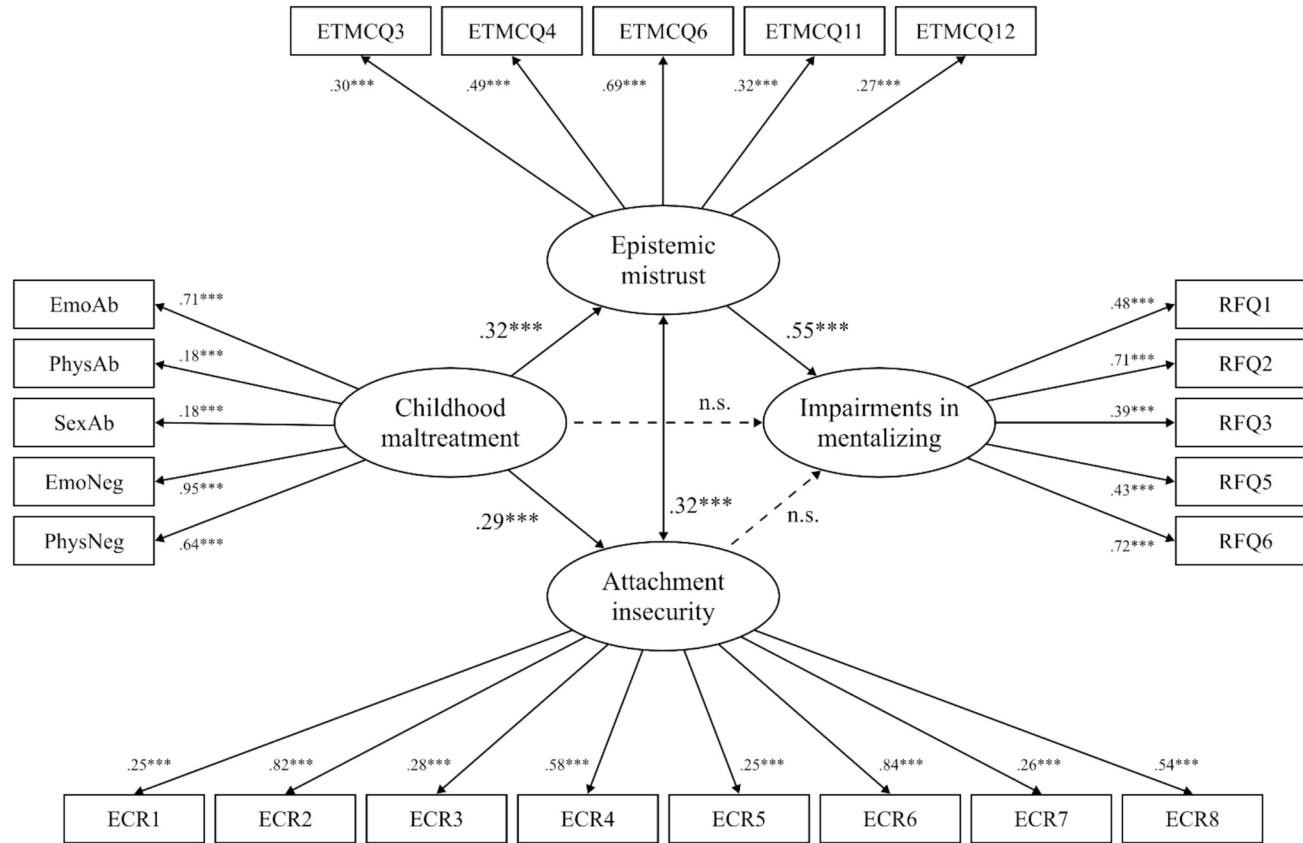 ETMCQ3
ETMCQ4
ETMCQ6
ETMCQ11
ETMCQ12
.30***
.49***
.69***
.32***
.27***
Epistemic
mistrust
EmoAb
PhysAb
SexAb
EmoNeg
PhysNeg
.71***
.18***
.18***
.95***
.64***
Childhood
maltreatment
.32***
.55***
n.s.
.29***
.32***
n.s.
Impairments in
mentalizing
.48***
.71***
.39***
.43***
.72***
RFQ1
RFQ2
RFQ3
RFQ5
RFQ6
Attachment
insecurity
.25***
.82***
.28***
.58***
.25***
.84***
.26***
.54***
ECR1
ECR2
ECR3
ECR4
ECR5
ECR6
ECR7
ECR8